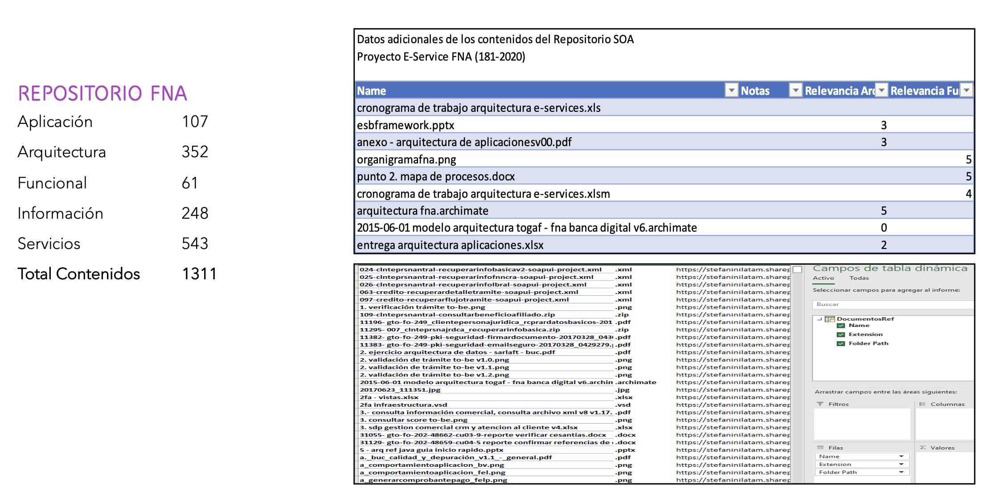 REPOSITORIO FNA
Aplicación 107
Arquitectura 352
Funcional 61
Información 248
Servicios 543
Total Contenidos 1311
Datos adicionales de los contenidos del Repositorio SOA
Proyecto E-Service FNA (181-2020)
Name Notas Relevancia Arq Relevancia Fu
cronograma de trabajo arquitectura e-services.xls
esbframework.pptx 3
anexo - arquitectura de aplicacionesv00.pdf 3
organigramafna.png 5
punto 2. mapa de procesos.docx 5
cronograma de trabajo arquitectura e-services.xlsm 4
arquitectura fna.archimate 5
2015-06-01 modelo arquitectura togaf - fna banca digital v6.archimate 0
entrega arquitectura aplicaciones.xlsx 2
024-clnteprsnantral-recuperarinfobasicav2-soapui-project.xml .xml https://stefaninilatam.sharep
025-clnteprsnantral-recuperarinfofnncra-soapui-project.xml .xml https://stefaninilatam.sharep
026-clnteprsnantral-recuperarinfolbral-soapui-project.xml .xml https://stefaninilatam.sharep
063-credito-recuperardetalletramite-soapui-project.xml .xml https://stefaninilatam.sharep
097-credito-recuperarflujotramite-soapui-project.xml .xml https://stefaninilatam.sharep
1. verificación trámite to-be.png .png https://stefaninilatam.sharep
109-clnteprsnantral-consultarbeneficioafiliado.zip .zip https://stefaninilatam.sharep
11196- gto-fo-249_clientepersonajuridica_rcprardatosbasicos-201 .pdf https://stefaninilatam.sharep
11295- 007_clnteprsnajrdca_recuperarinfobasica.zip .zip https://stefaninilatam.sharep
11382- gto-fo-249-pki-seguridad-firmardocumento-20170328_043 .pdf https://stefaninilatam.sharep
11383- gto-fo-249-pki-seguridad-emailseguro-20170328_0429279. .pdf https://stefaninilatam.sharep
2. ejercicio arquitectura de datos - sarlaft - buc.pdf .pdf https://stefaninilatam.sharep
2. validación de trámite to-be v1.0.png .png https://stefaninilatam.sharep
2. validación de trámite to-be v1.1.png .png https://stefaninilatam.sharep
2. validación de trámite to-be v1.2.png .png https://stefaninilatam.sharep
2015-06-01 modelo arquitectura togaf - fna banca digital v6.archin .archimate https://stefaninilatam.sharep
20170623_111351.jpg .jpg https://stefaninilatam.sharep
2fa - vistas.xlsx .xlsx https://stefaninilatam.sharep
2fa infraestructura.vsd .vsd https://stefaninilatam.sharep
3.- consulta información comercial, consulta archivo xml v8 v1.17. .pdf https://stefaninilatam.sharep
3. consultar score to-be.png .png https://stefaninilatam.sharep
3. sdp gestion comercial crm y atencion al cliente v4.xlsx .xlsx https://stefaninilatam.sharep
31055- gto-fo-202-48662-cu03-9-reporte verificar cesantías.docx .docx https://stefaninilatam.sharep
31129- gto-fo-202-48659-cu04-5 reporte confirmar referencias de .docx https://stefaninilatam.sharep
5 - arq ref java guia inicio rapido.pptx .pptx https://stefaninilatam.sharep
a._buc_calidad_y_depuración_v1.1_-_general.pdf .pdf https://stefaninilatam.sharep
a_comportamientoaplicacion_bv.png .png https://stefaninilatam.sharep
a_comportamientoaplicacion_fel.png .png https://stefaninilatam.sharep
a_generarcomprobantepago_felp.png .png https://stefaninilatam.sharep
Campos de tabla dinámica
Activo Todas
Seleccionar campos para agregar al informe:
Buscar
DocumentosRef
Name
Extension
Folder Path
Arrastrar campos entre las áreas siguientes:
Filtros Columnas
Filas Σ Valores
Name
Extension
Folder Path